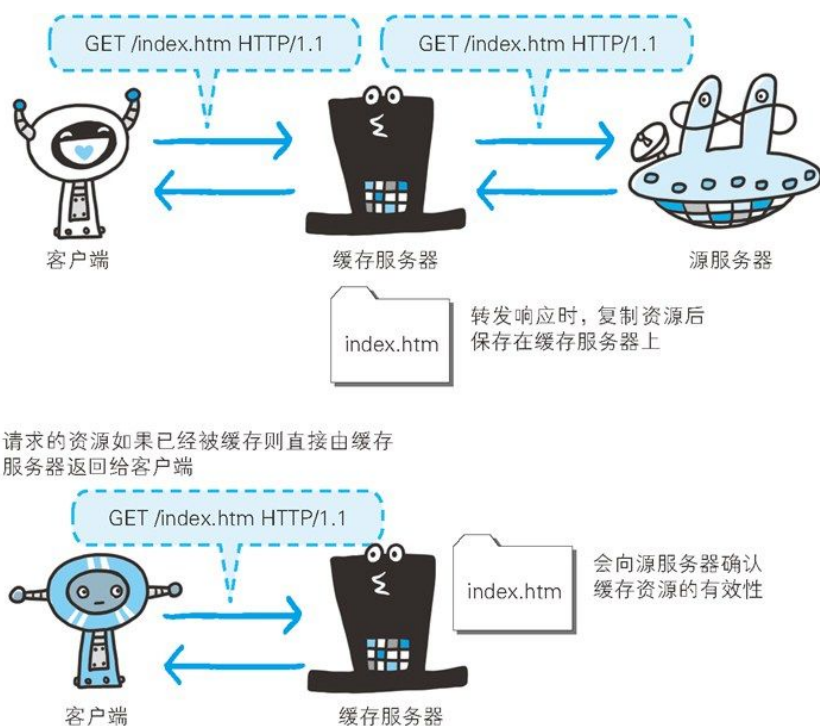 GET /index.htm HTTP/1.1
GET /index.htm HTTP/1.1
客户端
缓存服务器
源服务器
index.htm
转发响应时，复制资源后
保存在缓存服务器上
请求的资源如果已经被缓存则直接由缓存
服务器返回给客户端
GET /index.htm HTTP/1.1
index.htm
会向源服务器确认
缓存资源的有效性
客户端
缓存服务器